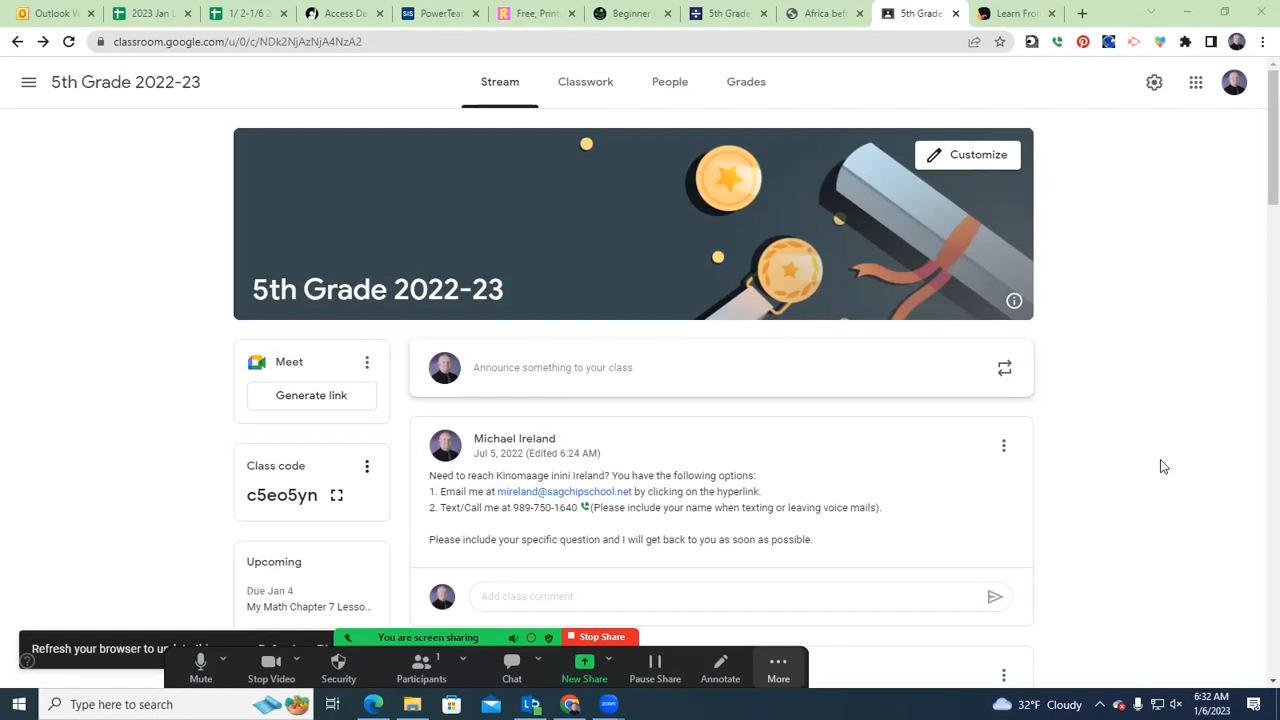 Outlook W
2023 Jan
1/ 2-1/6 2
Access De
PowerTea
Free, Print
Beginner
5th Grade
Africa bef
5th Grade
Learn Fro
classroom.google.com/u/0/c/NDk2NjAzNjA4NzA2
5th Grade 2022-23
Stream
Classwork
People
Grades
Customize
5th Grade 2022-23
Meet
Generate link
Announce something to your class
Class code
c5eo5yn
Michael Ireland
Jul 5, 2022 (Edited 6:24 AM)
Need to reach Kinomaage inini Ireland? You have the following options:
1. Email me at mireland@sagchipschool.net by clicking on the hyperlink.
2. Text/Call me at 989-750-1640 (Please include your name when texting or leaving voice mails).
Please include your specific question and I will get back to you as soon as possible.
Upcoming
Due Jan 4
My Math Chapter 7 Lesso...
Add class comment
Refresh your browser to
You are screen sharing
Stop Share
Mute
Stop Video
Security
Participants
1
Chat
New Share
Pause Share
Annotate
More
Type here to search
32°F Cloudy
6:32 AM
1/6/2023